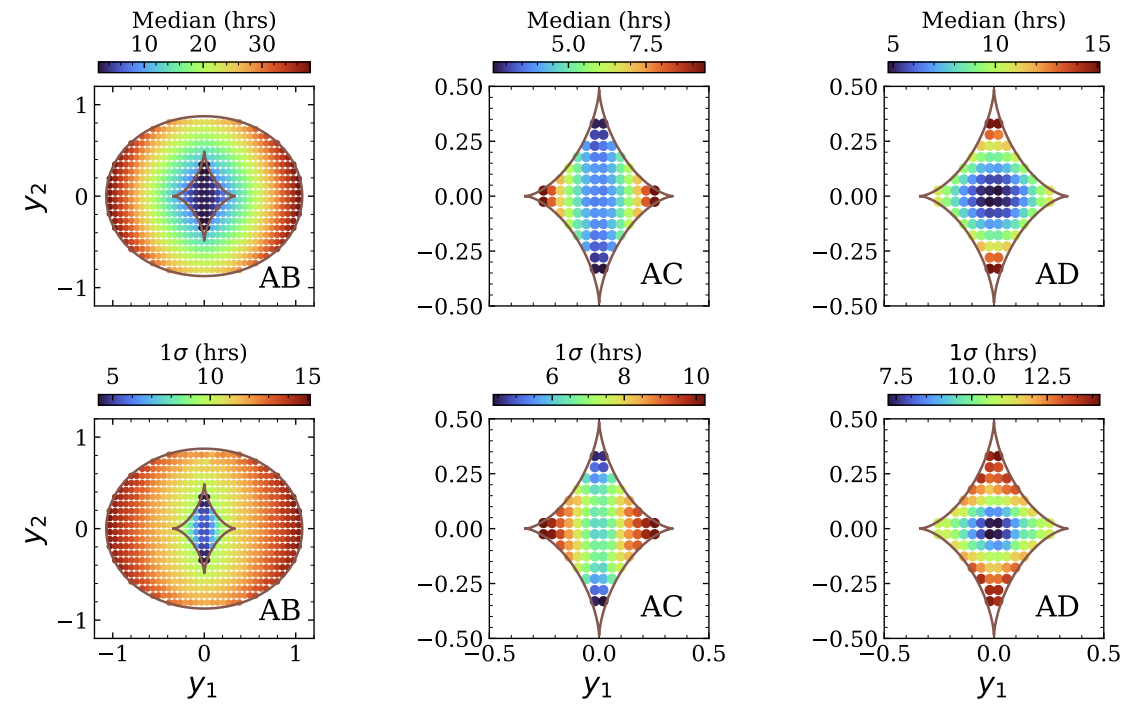 Median (hrs) Median (hrs) Median (hrs)
10 20 30 5.0 7.5 5 10 15
1 0.50 0.50
0.25 0.25
y₂ 0 0.00 0.00
−0.25 −0.25
−1 AB −0.50 AC −0.50 AD
1σ (hrs) 1σ (hrs) 1σ (hrs)
5 10 15 6 8 10 7.5 10.0 12.5
1 0.50 0.50
0.25 0.25
y₂ 0 0.00 0.00
−0.25 −0.25
−1 AB −0.50 AC −0.50 AD
−1 0 1 −0.5 0.0 0.5 −0.5 0.0 0.5
y₁ y₁ y₁